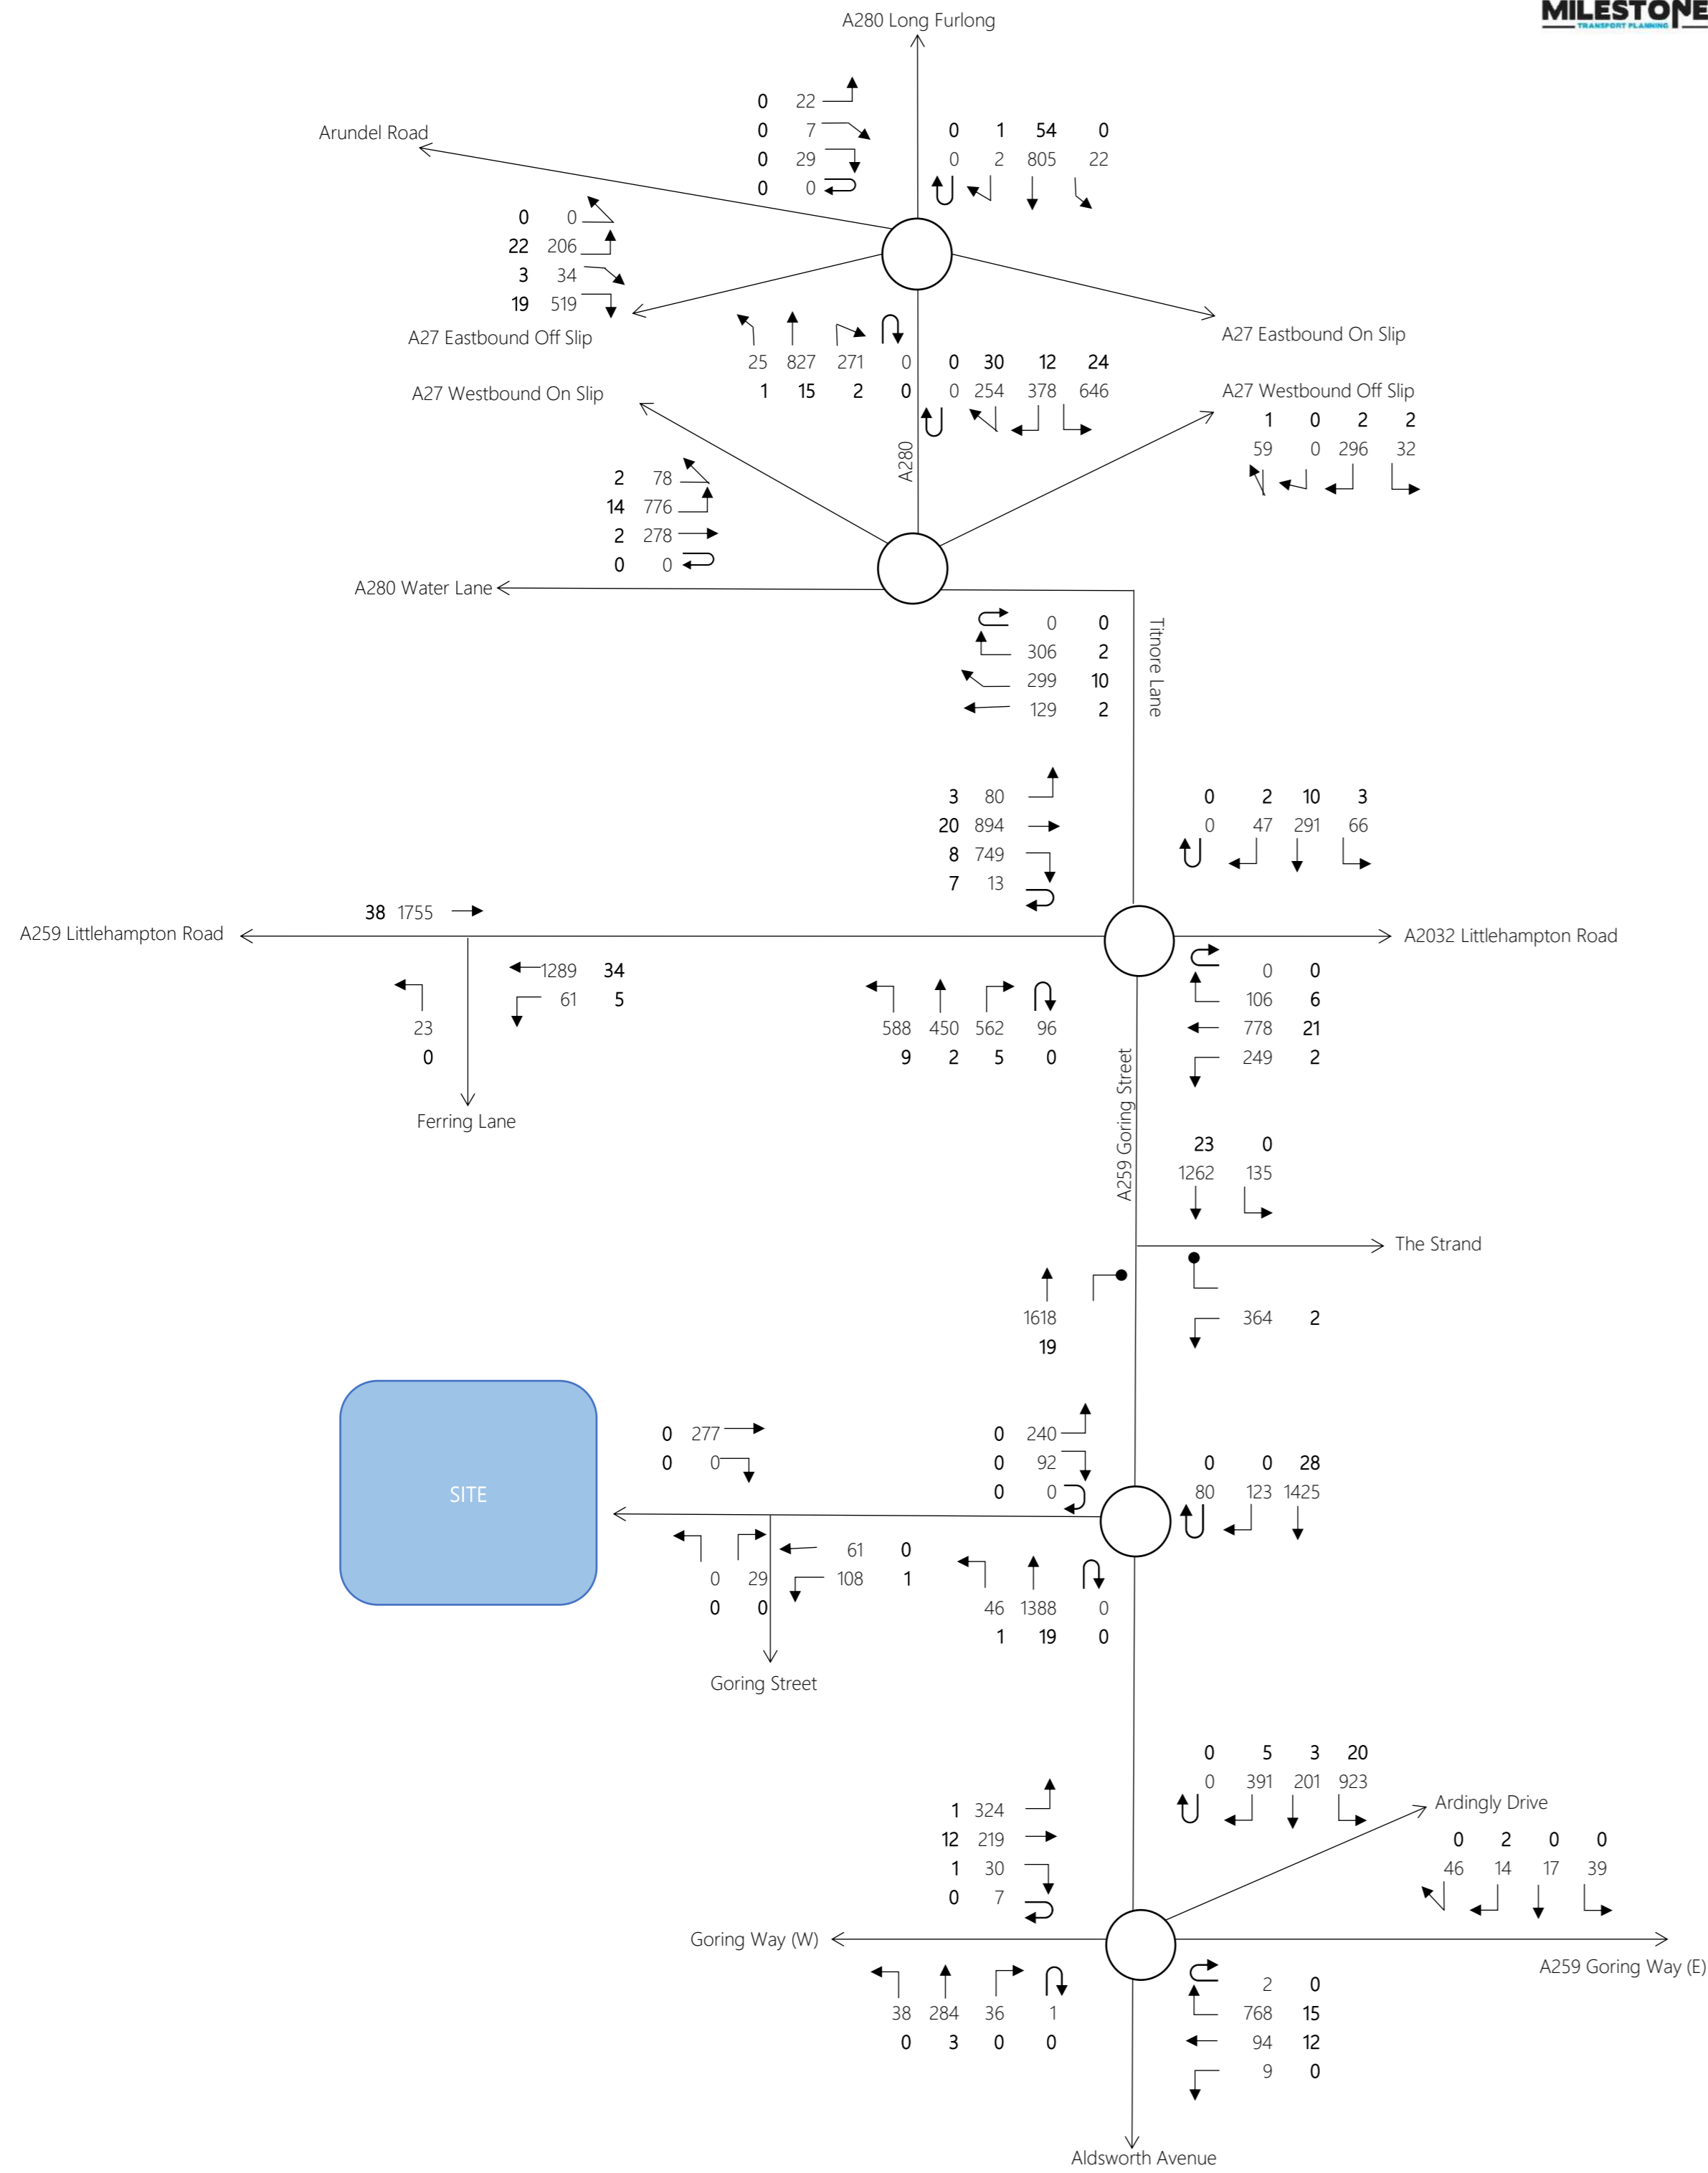 MILESTONE
TRANSPORT PLANNING
A280 Long Furlong
0 22
0 7
0 29
0 0
Arundel Road
0 1 54 0
0 2 805 22
0 0
22 206
3 34
19 519
A27 Eastbound Off Slip
A27 Eastbound On Slip
25 827 271 0
1 15 2 0
0 30 12 24
0 254 378 646
A27 Westbound On Slip
A27 Westbound Off Slip
1 0 2 2
59 0 296 32
A280
2 78
14 776
2 278
0 0
A280 Water Lane
0 0
306 2
299 10
129 2
Titnore Lane
3 80
20 894
8 749
7 13
0 2 10 3
0 47 291 66
38 1755
A259 Littlehampton Road
A2032 Littlehampton Road
1289 34
61 5
23
0
588 450 562 96
9 2 5 0
0 0
106 6
778 21
249 2
Ferring Lane
A259 Goring Street
23 0
1262 135
The Strand
1618
19
364 2
SITE
0 277
0 0
0 240
0 92
0 0
0 0 28
80 123 1425
61 0
108 1
0 29
0 0
46 1388 0
1 19 0
Goring Street
0 5 3 20
0 391 201 923
1 324
12 219
1 30
0 7
Ardingly Drive
0 2 0 0
46 14 17 39
Goring Way (W)
A259 Goring Way (E)
38 284 36 1
0 3 0 0
2 0
768 15
94 12
9 0
Aldsworth Avenue